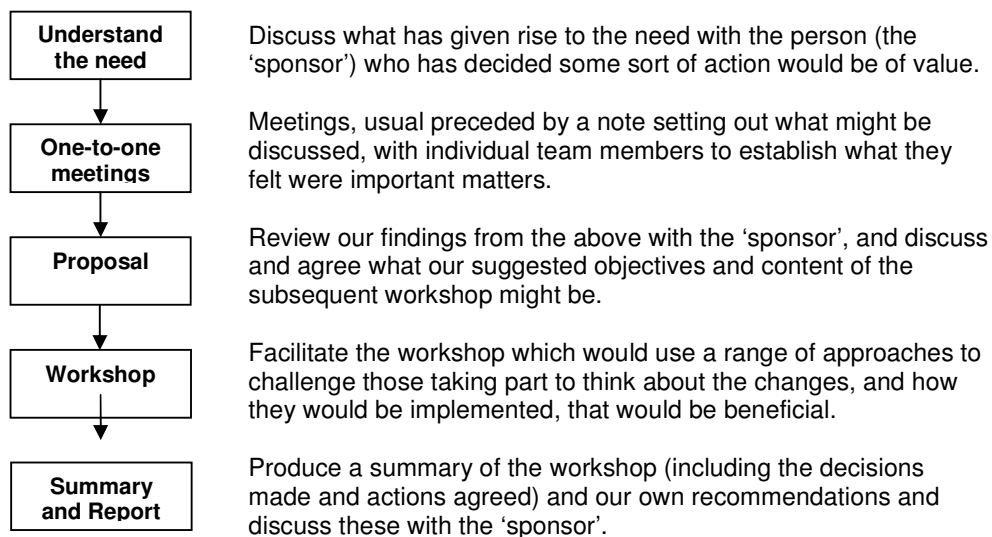 Understand
the need
Discuss what has given rise to the need with the person (the
‘sponsor’) who has decided some sort of action would be of value.
One-to-one
meetings
Meetings, usual preceded by a note setting out what might be
discussed, with individual team members to establish what they
felt were important matters.
Proposal
Review our findings from the above with the ‘sponsor’, and discuss
and agree what our suggested objectives and content of the
subsequent workshop might be.
Workshop
Facilitate the workshop which would use a range of approaches to
challenge those taking part to think about the changes, and how
they would be implemented, that would be beneficial.
Summary
and Report
Produce a summary of the workshop (including the decisions
made and actions agreed) and our own recommendations and
discuss these with the ‘sponsor’.